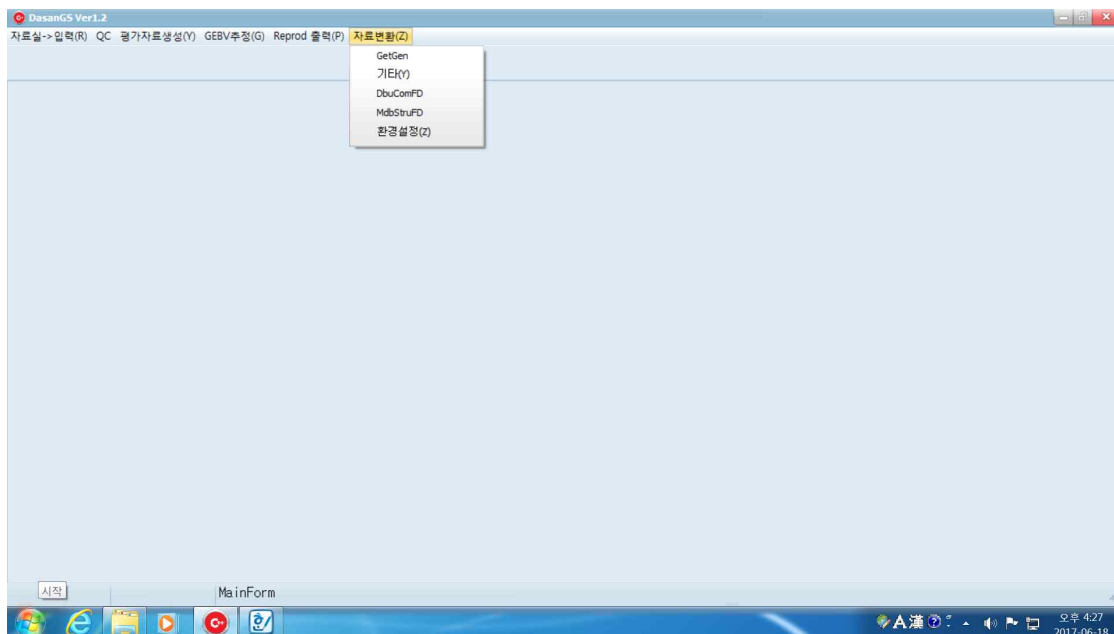 DasanGS Ver1.2
자료실->입력(R) QC 평가자료생성(Y) GEBV추정(G) Reprod 출력(P) 자료변환(Z)
GetGen
기타(Y)
DbuComFD
MdbStruFD
환경설정(Z)
시작
MainForm
A漢
오후 4:27
2017-06-18